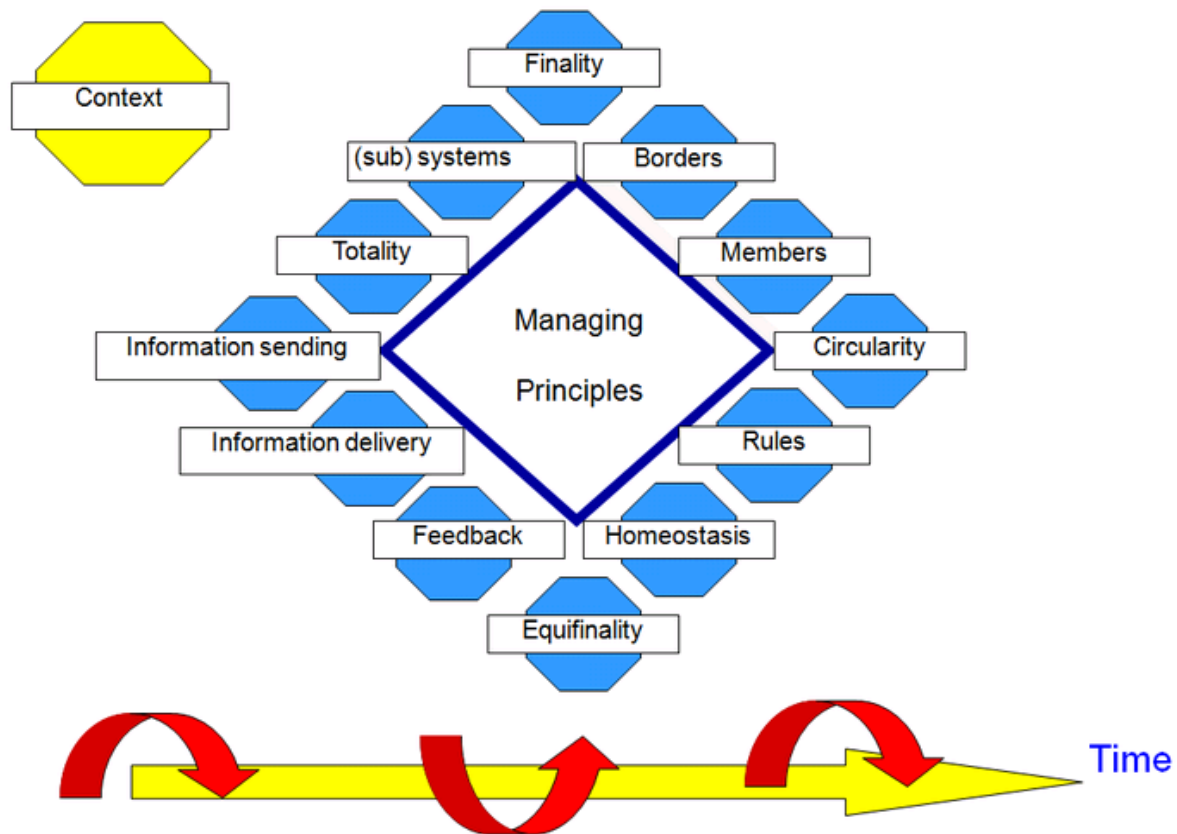 Finality
Context
(sub) systems
Borders
Totality
Members
Managing
Principles
Information sending
Circularity
Information delivery
Rules
Feedback
Homeostasis
Equifinality
Time